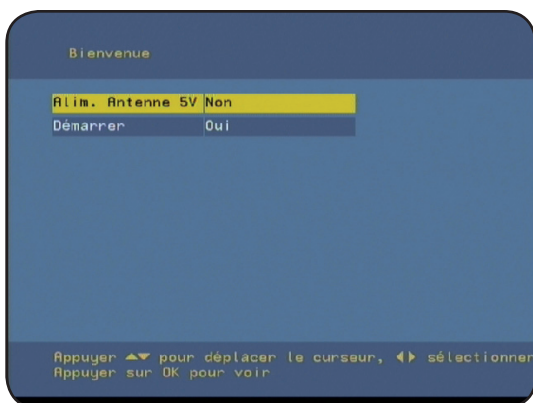 Bienvenue
Alim. Antenne 5V Non
Démarrer Oui
Appuyer ▲▼ pour déplacer le curseur, ◄► sélectionner
Appuyer sur OK pour voir